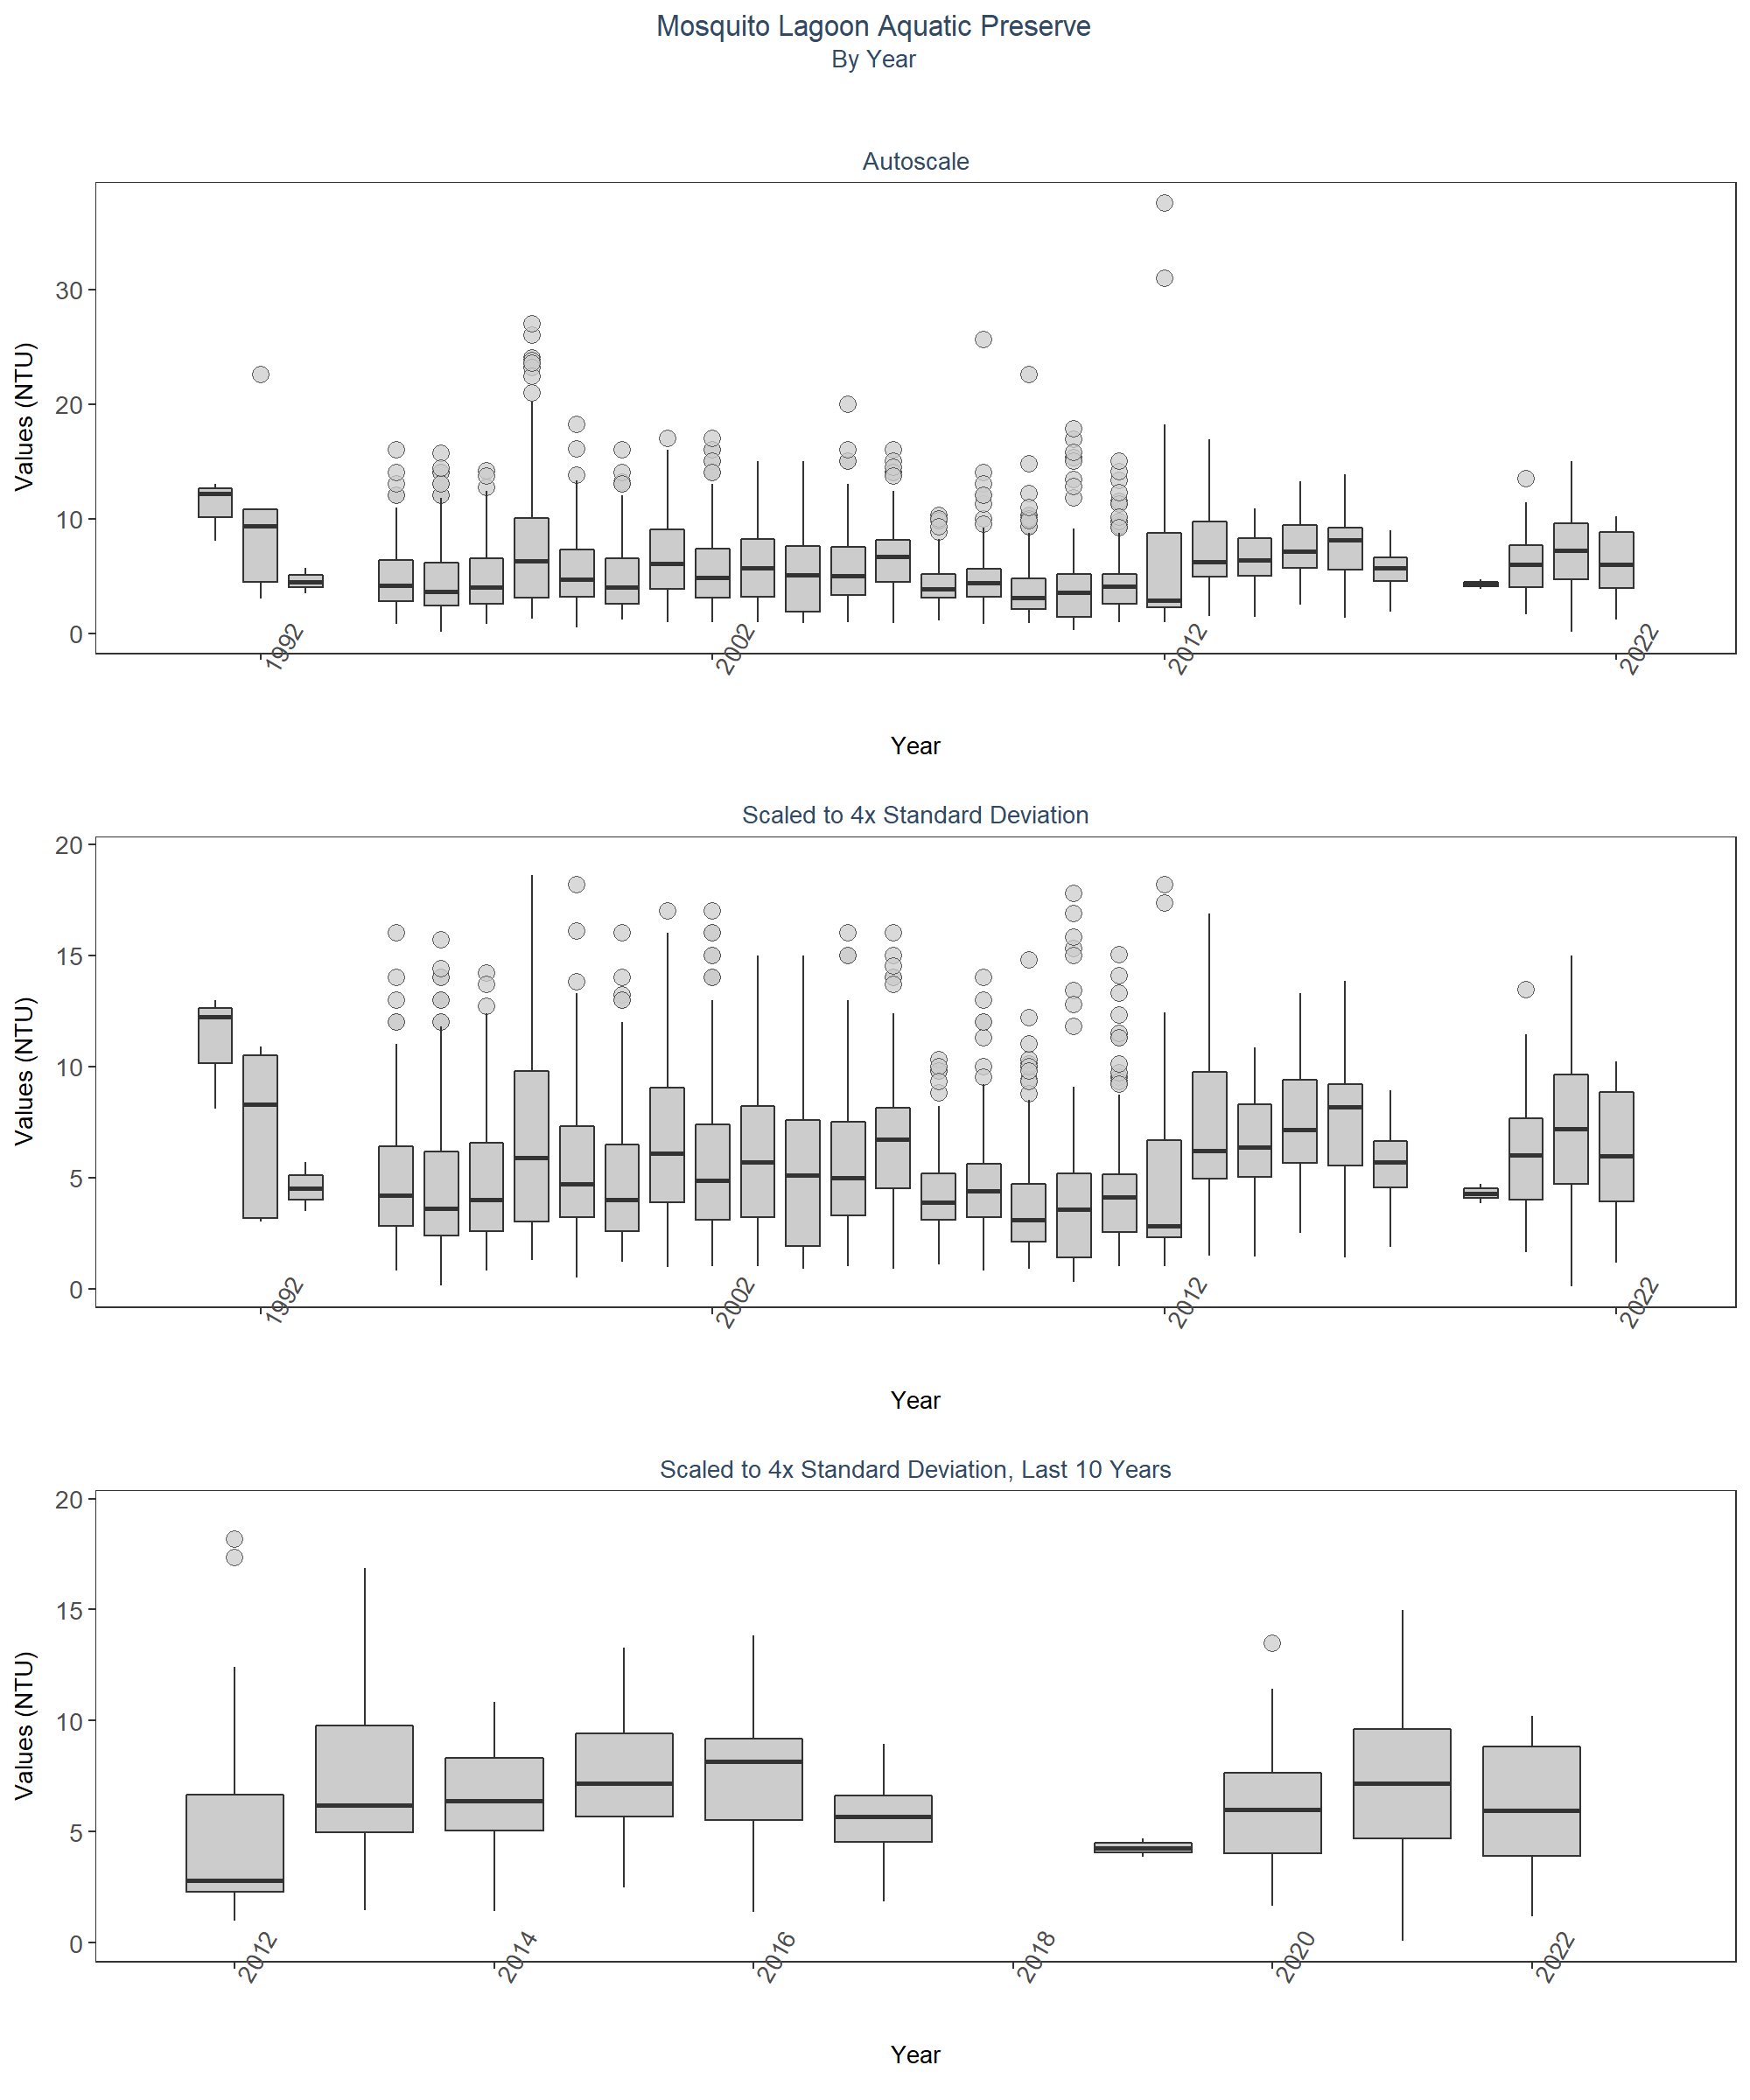 Mosquito Lagoon Aquatic Preserve
By Year
Autoscale
Values (NTU)
30
20
10
0
1992
2002
2012
2022
Year
Scaled to 4x Standard Deviation
Values (NTU)
20
15
10
5
0
1992
2002
2012
2022
Year
Scaled to 4x Standard Deviation, Last 10 Years
Values (NTU)
20
15
10
5
0
2012
2014
2016
2018
2020
2022
Year